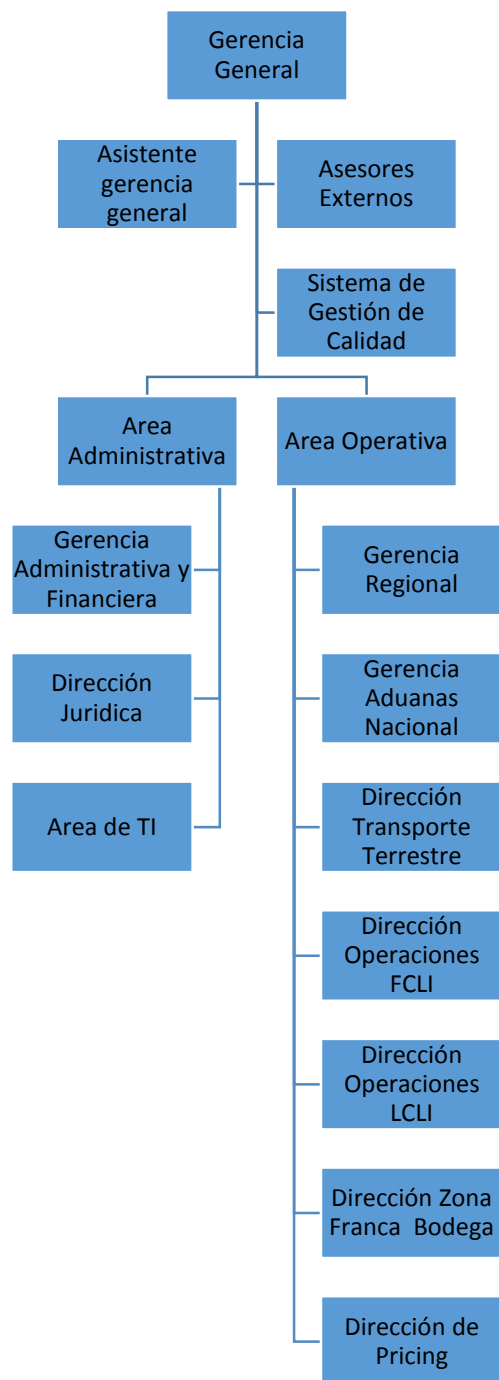 Gerencia
General
Asistente
gerencia
general
Asesores
Externos
Sistema de
Gestión de
Calidad
Area
Administrativa
Area Operativa
Gerencia
Administrativa y
Financiera
Dirección
Juridica
Area de TI
Gerencia
Regional
Gerencia
Aduanas
Nacional
Dirección
Transporte
Terrestre
Dirección
Operaciones
FCLI
Dirección
Operaciones
LCLI
Dirección Zona
Franca  Bodega
Dirección de
Pricing